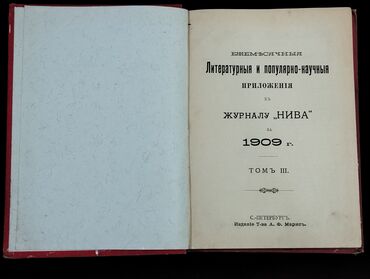 ЕЖЕМѢСЯЧНЫЯ
Литературныя и популярно-научныя
ПРИЛОЖЕНІЯ
КЪ
ЖУРНАЛУ „НИВА“
ЗА
1909 г.
ТОМЪ III.
С.-ПЕТЕРБУРГЪ.
Изданіе Т-ва А. Ф. Марксъ.